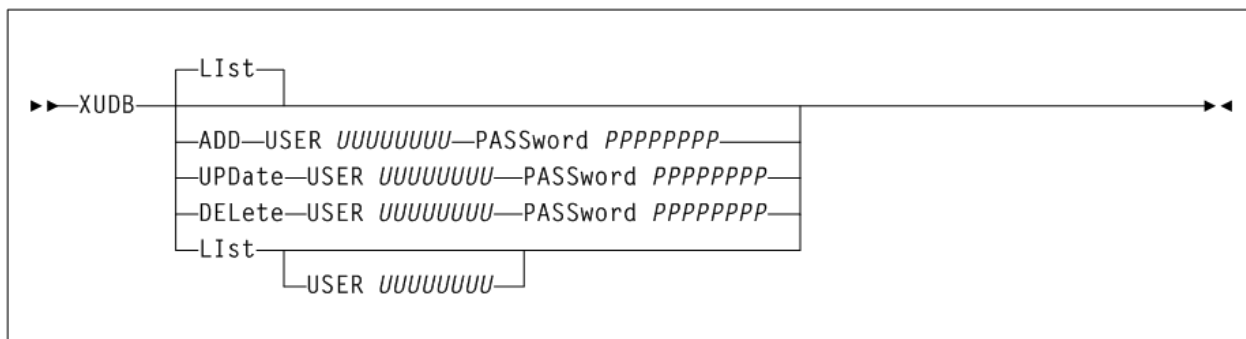 LIst
XUDB
ADD USER UUUUUUUU PASSword PPPPPPPP
UPDate USER UUUUUUUU PASSword PPPPPPPP
DELete USER UUUUUUUU PASSword PPPPPPPP
LIst
USER UUUUUUUU